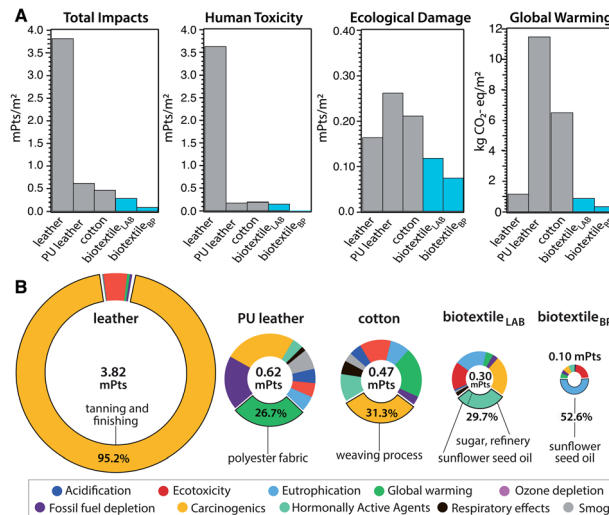 A
Total Impacts
Human Toxicity
Ecological Damage
Global Warming
mPts/m²
4.0
3.5
3.0
2.5
2.0
1.5
1.0
0.5
0.0
leather
PU leather
cotton
biotextileLAB
biotextileBP
mPts/m²
4.0
3.5
3.0
2.5
2.0
1.5
1.0
0.5
0.0
leather
PU leather
cotton
biotextileLAB
biotextileBP
mPts/m²
0.40
0.30
0.20
0.10
0.0
leather
PU leather
cotton
biotextileLAB
biotextileBP
kg CO₂- eq/m²
12
10
8
6
4
2
0
leather
PU leather
cotton
biotextileLAB
biotextileBP
B
leather
3.82
mPts
tanning and
finishing
95.2%
PU leather
0.62
mPts
26.7%
polyester fabric
cotton
0.47
mPts
31.3%
weaving process
biotextileLAB
0.30
mPts
29.7%
sugar, refinery
sunflower seed oil
biotextileBP
0.10 mPts
52.6%
sunflower
seed oil
Acidification
Ecotoxicity
Eutrophication
Global warming
Ozone depletion
Fossil fuel depletion
Carcinogenics
Hormonally Active Agents
Respiratory effects
Smog